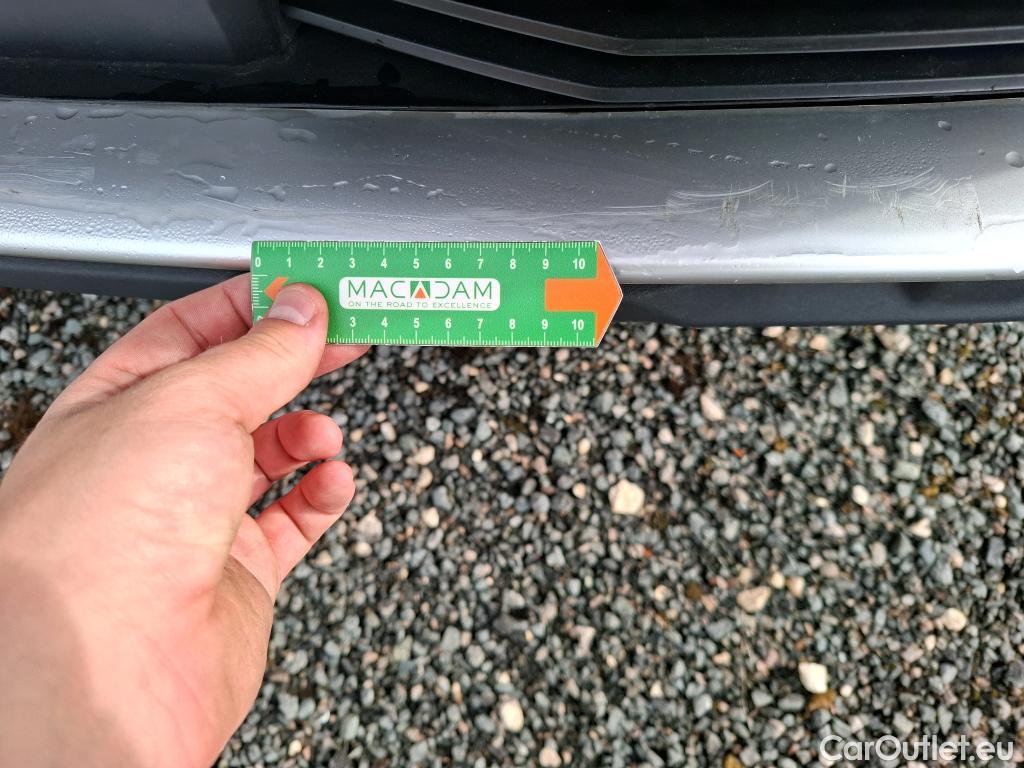 0 1 2 3 4 5 6 7 8 9 10
MACADAM
ON THE ROAD TO EXCELLENCE
3 4 5 6 7 8 9 10
CarOutlet.eu